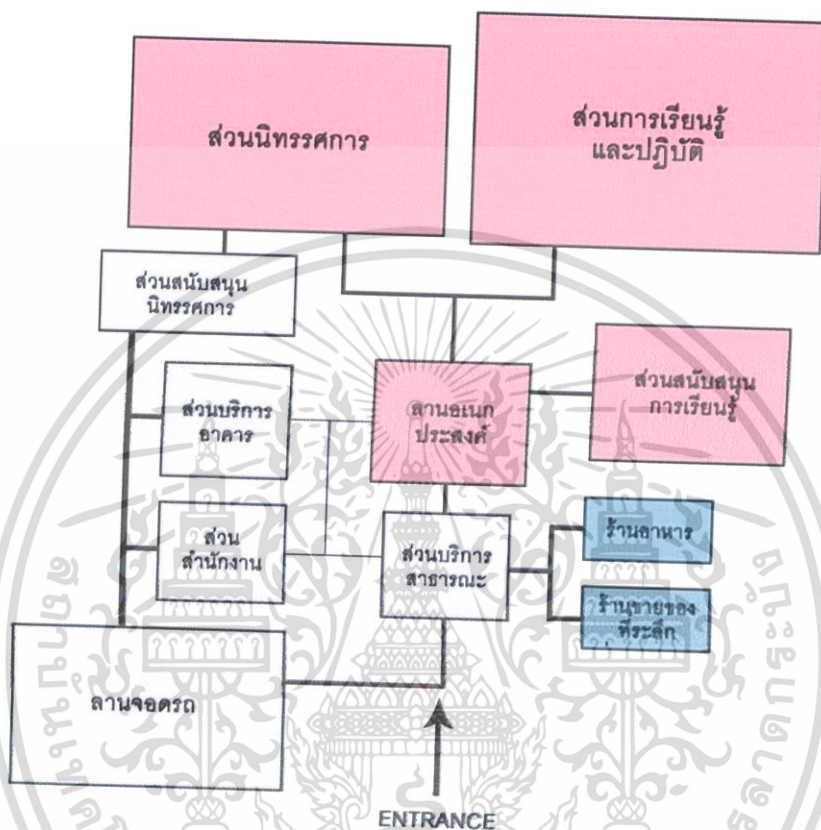 ส่วนนิทรรศการ
ส่วนการเรียนรู้
และปฏิบัติ
ส่วนสนับสนุน
นิทรรศการ
ส่วนบริการ
อาคาร
ลานอเนก
ประสงค์
ส่วนสนับสนุน
การเรียนรู้
ส่วน
สำนักงาน
ส่วนบริการ
สาธารณะ
ร้านอาหาร
ร้านขายของ
ที่ระลึก
ลานจอดรถ
ENTRANCE